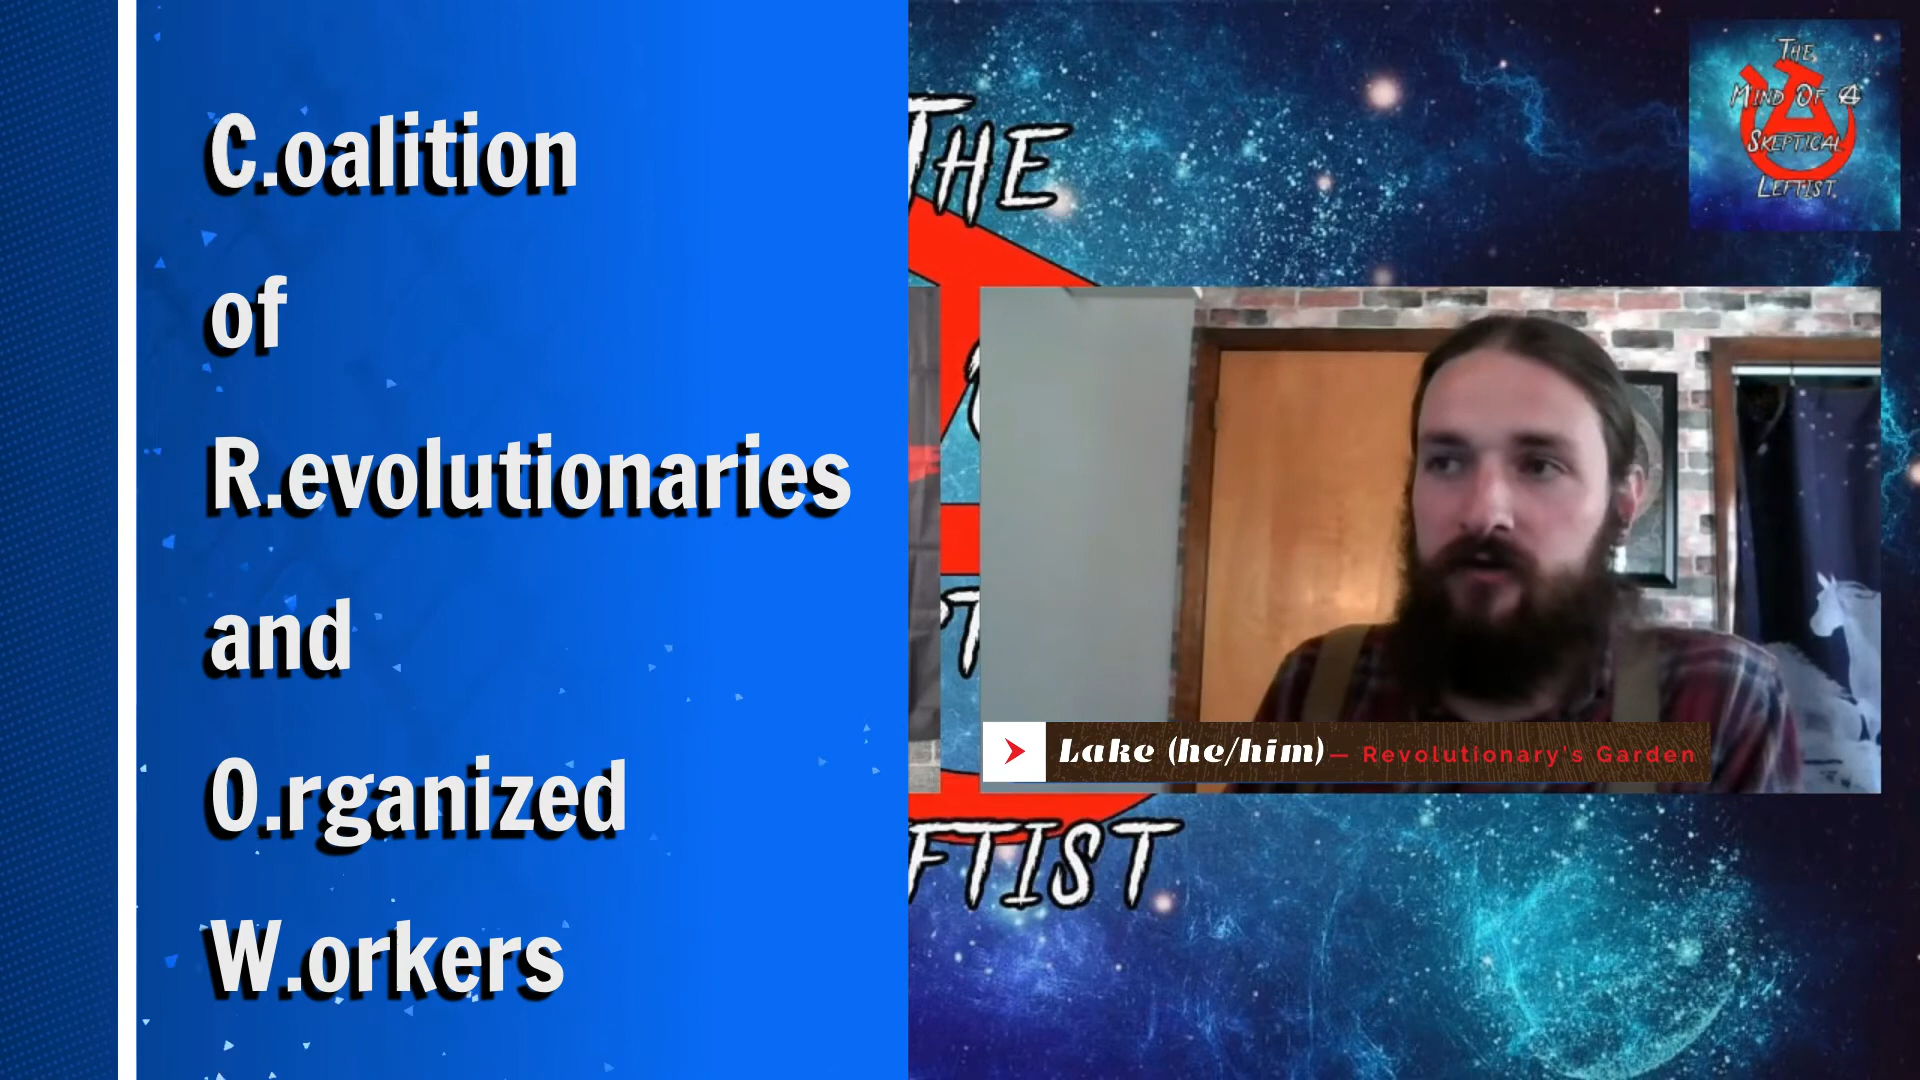 C.oalition
of
R.evolutionaries
and
O.rganized
W.orkers
THE
FTIST
THE
MIND OF A
SKEPTICAL
LEFTIST
Lake (he/him) — Revolutionary's Garden